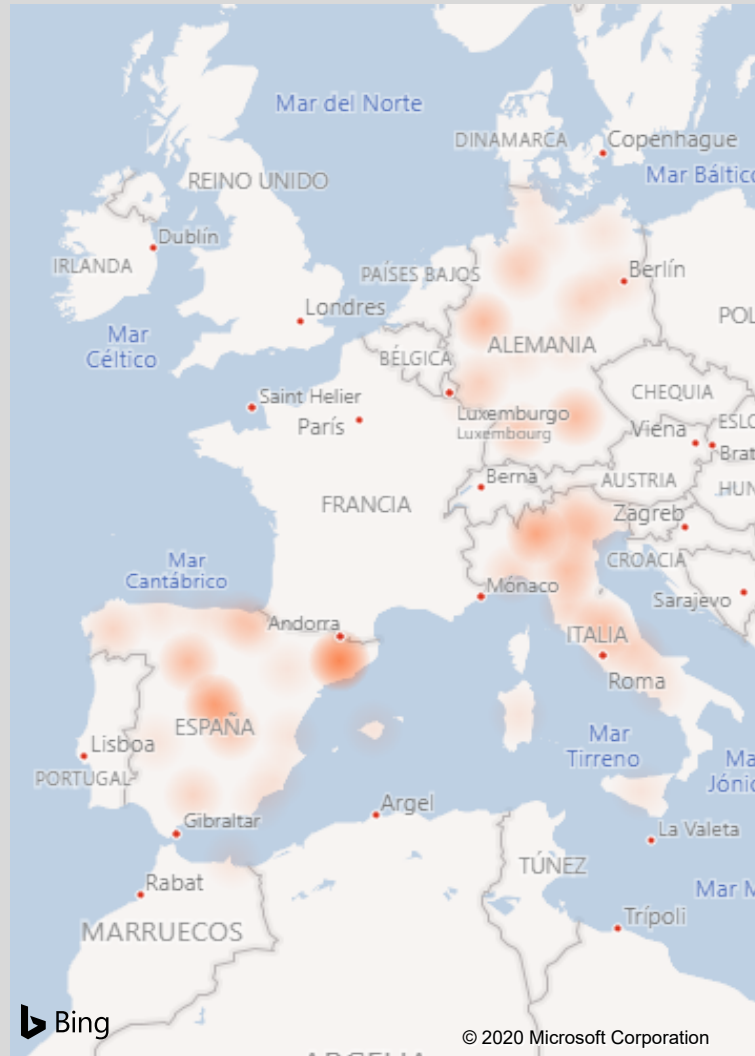 Mar del Norte
DINAMARCA
Copenhague
REINO UNIDO
Mar Báltico
Dublín
IRLANDA
PAÍSES BAJOS
Berlín
Londres
POL
Mar
Céltico
ALEMANIA
BÉLGICA
CHEQUIA
Saint Helier
Luxemburgo
Luxembourg
París
Viena
ESLO
Brat
Berna
AUSTRIA
HUN
FRANCIA
Zagreb
CROACIA
Mar
Cantábrico
Mónaco
Sarajevo
Andorra
ITALIA
Roma
ESPAÑA
Lisboa
Mar
Tirreno
Ma
Jónic
PORTUGAL
Argel
Gibraltar
La Valeta
TÚNEZ
Rabat
Mar M
Trípoli
MARRUECOS
Bing
© 2020 Microsoft Corporation